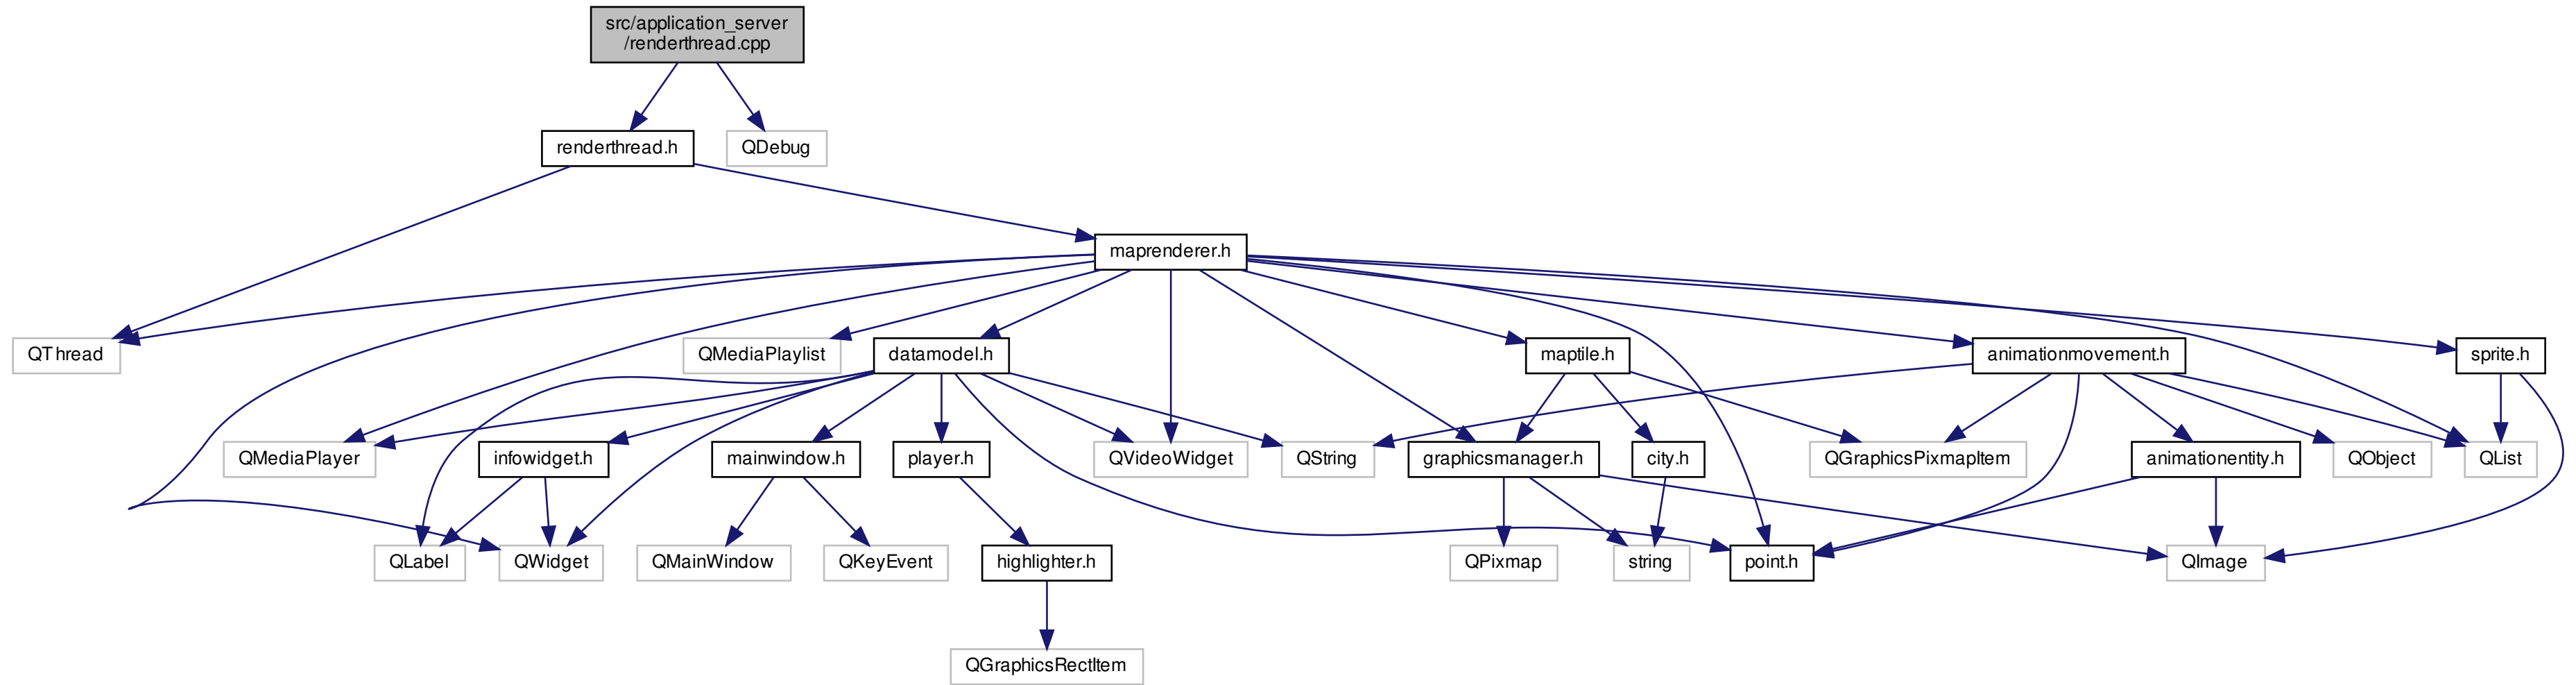 src/application_server
/renderthread.cpp
renderthread.h
QDebug
maprenderer.h
QThread
QMediaPlaylist
datamodel.h
maptile.h
animationmovement.h
sprite.h
QMediaPlayer
infowidget.h
mainwindow.h
player.h
QVideoWidget
QString
graphicsmanager.h
city.h
QGraphicsPixmapItem
animationentity.h
QObject
QList
QLabel
QWidget
QMainWindow
QKeyEvent
highlighter.h
QPixmap
string
point.h
QImage
QGraphicsRectItem